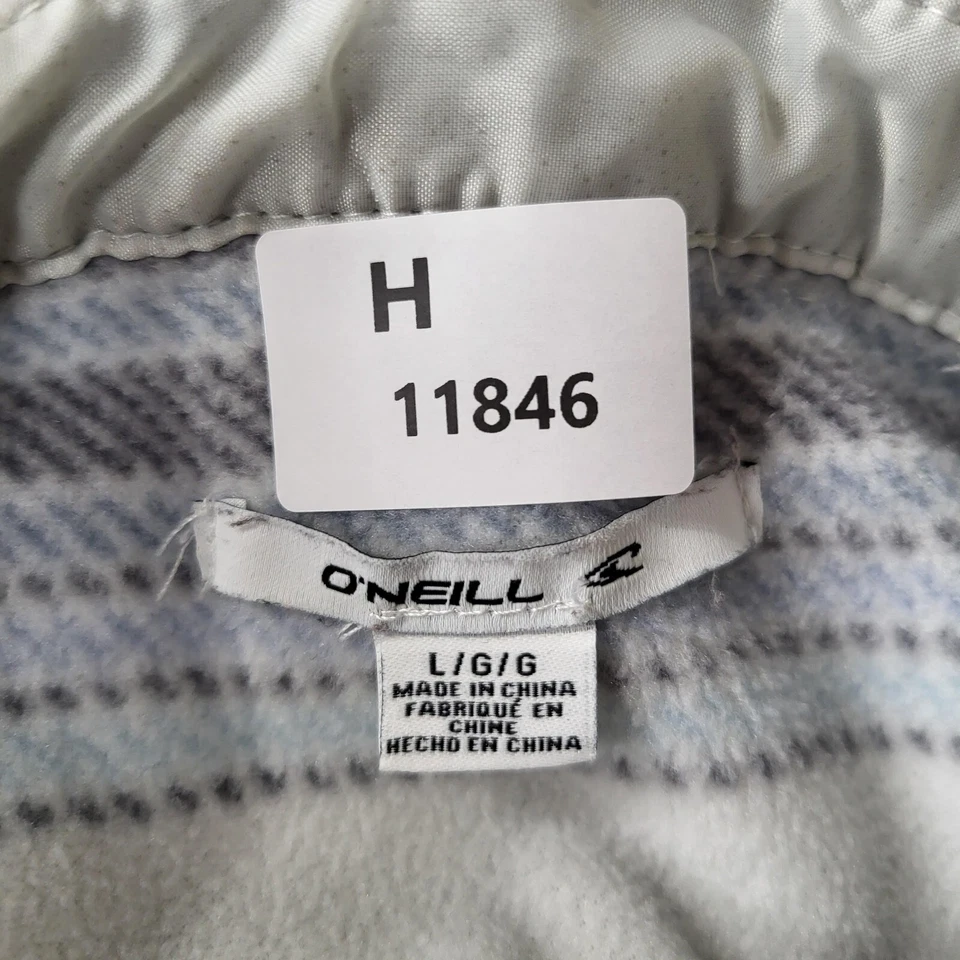 H
11846
O'NEILL
L/G/G
MADE IN CHINA
FABRIQUÉ EN
CHINE
HECHO EN CHINA